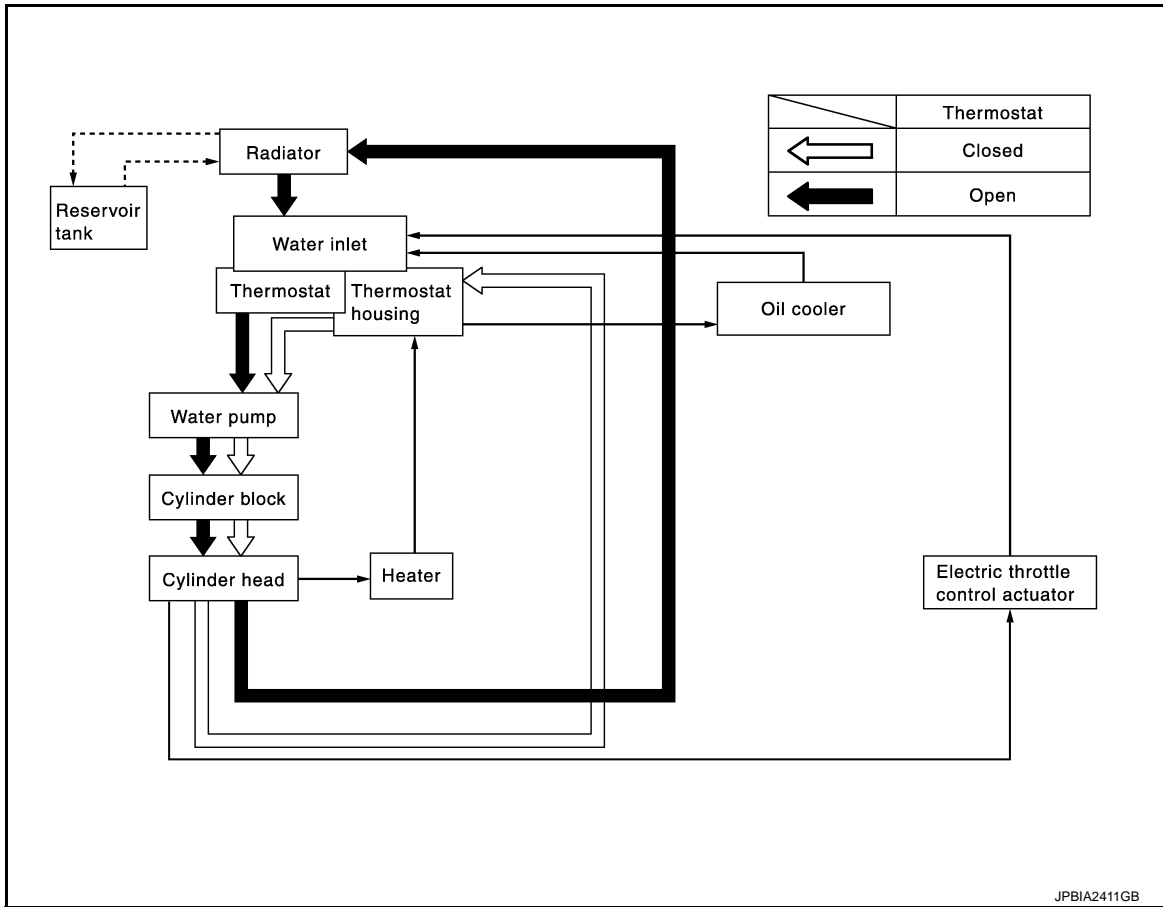 Thermostat
Closed
Open
Radiator
Reservoir
tank
Water inlet
Thermostat
Thermostat
housing
Oil cooler
Water pump
Cylinder block
Cylinder head
Heater
Electric throttle
control actuator
JPBIA2411GB